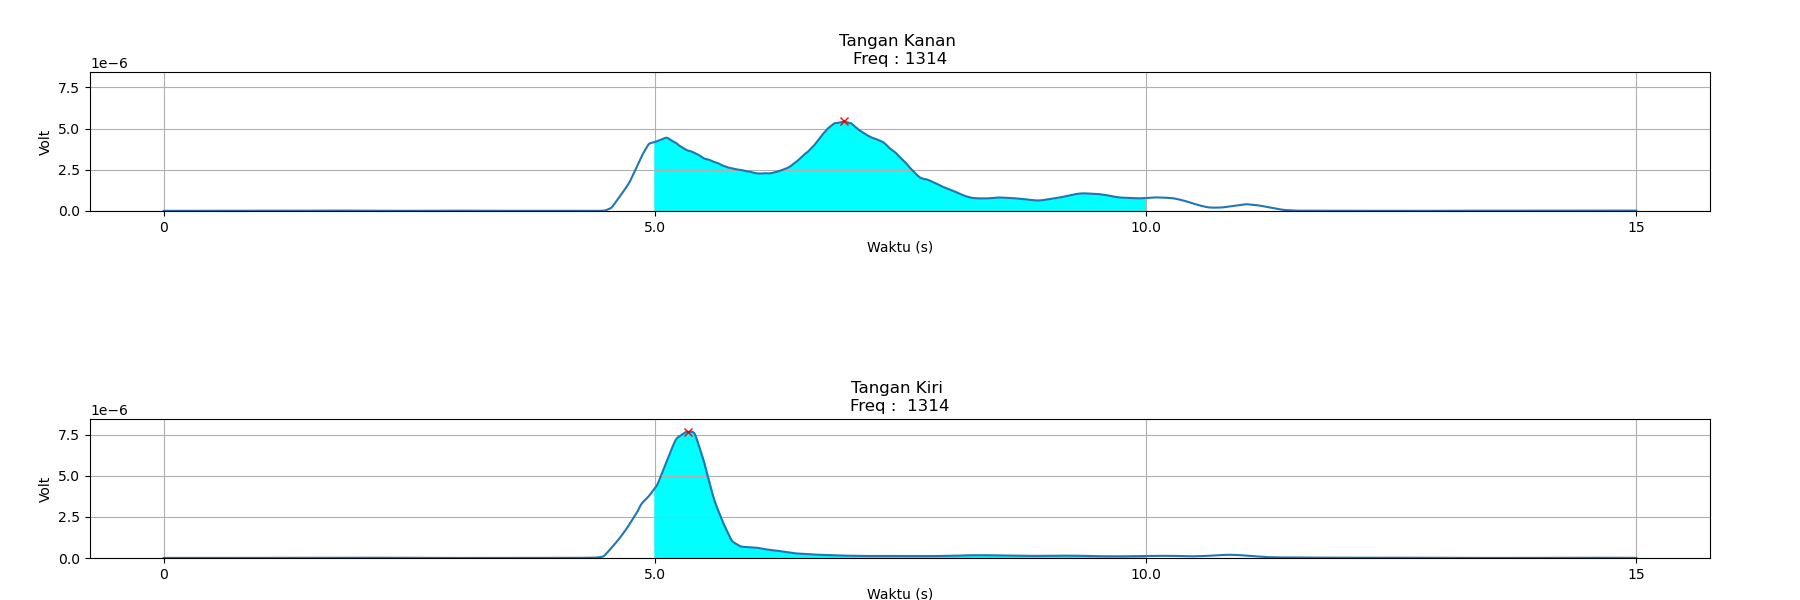 Tangan Kanan
Freq : 1314
1e−6
7.5
5.0
2.5
0.0
Volt
0 5.0 10.0 15
Waktu (s)
Tangan Kiri
Freq :  1314
1e−6
7.5
5.0
2.5
0.0
Volt
0 5.0 10.0 15
Waktu (s)